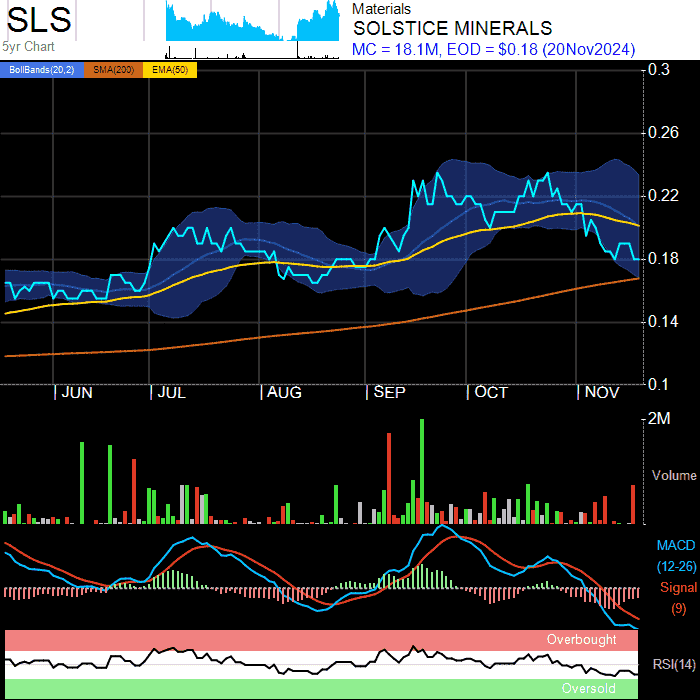 SLS
5yr Chart
Materials
SOLSTICE MINERALS
MC = 18.1M, EOD = $0.18 (20Nov2024)
BollBands(20,2) SMA(200) EMA(50)
0.3
0.26
0.22
0.18
0.14
0.1
JUN JUL AUG SEP OCT NOV
2M
Volume
MACD
(12-26)
Signal
(9)
Overbought
RSI(14)
Oversold